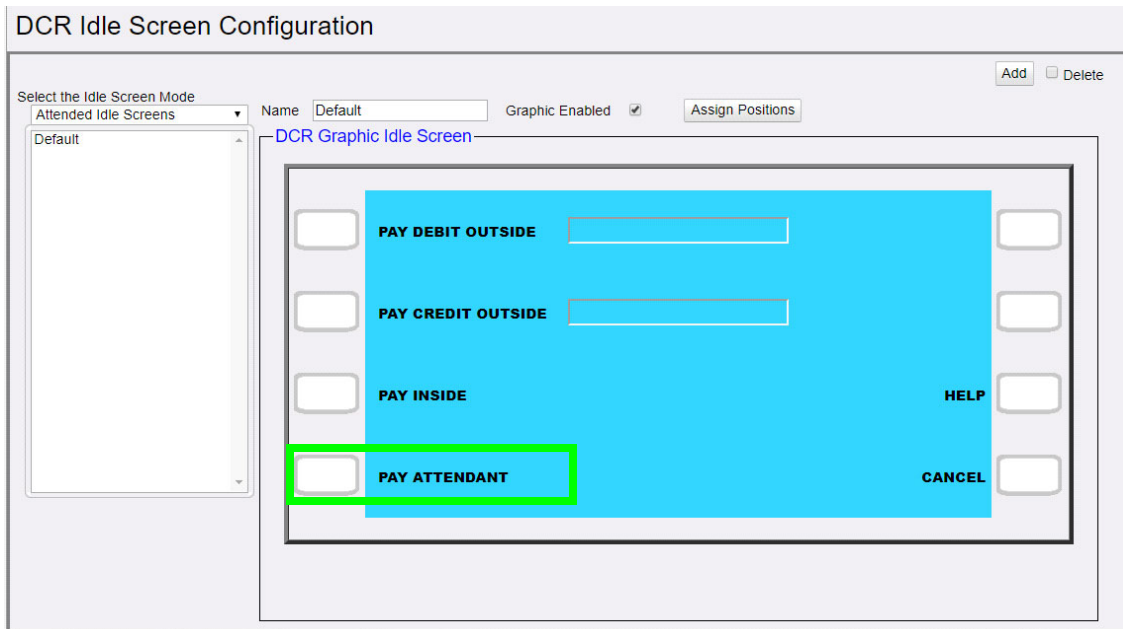 DCR Idle Screen Configuration
Add Delete
Select the Idle Screen Mode
Attended Idle Screens Name Default Graphic Enabled Assign Positions
Default
DCR Graphic Idle Screen
PAY DEBIT OUTSIDE
PAY CREDIT OUTSIDE
PAY INSIDE HELP
PAY ATTENDANT CANCEL